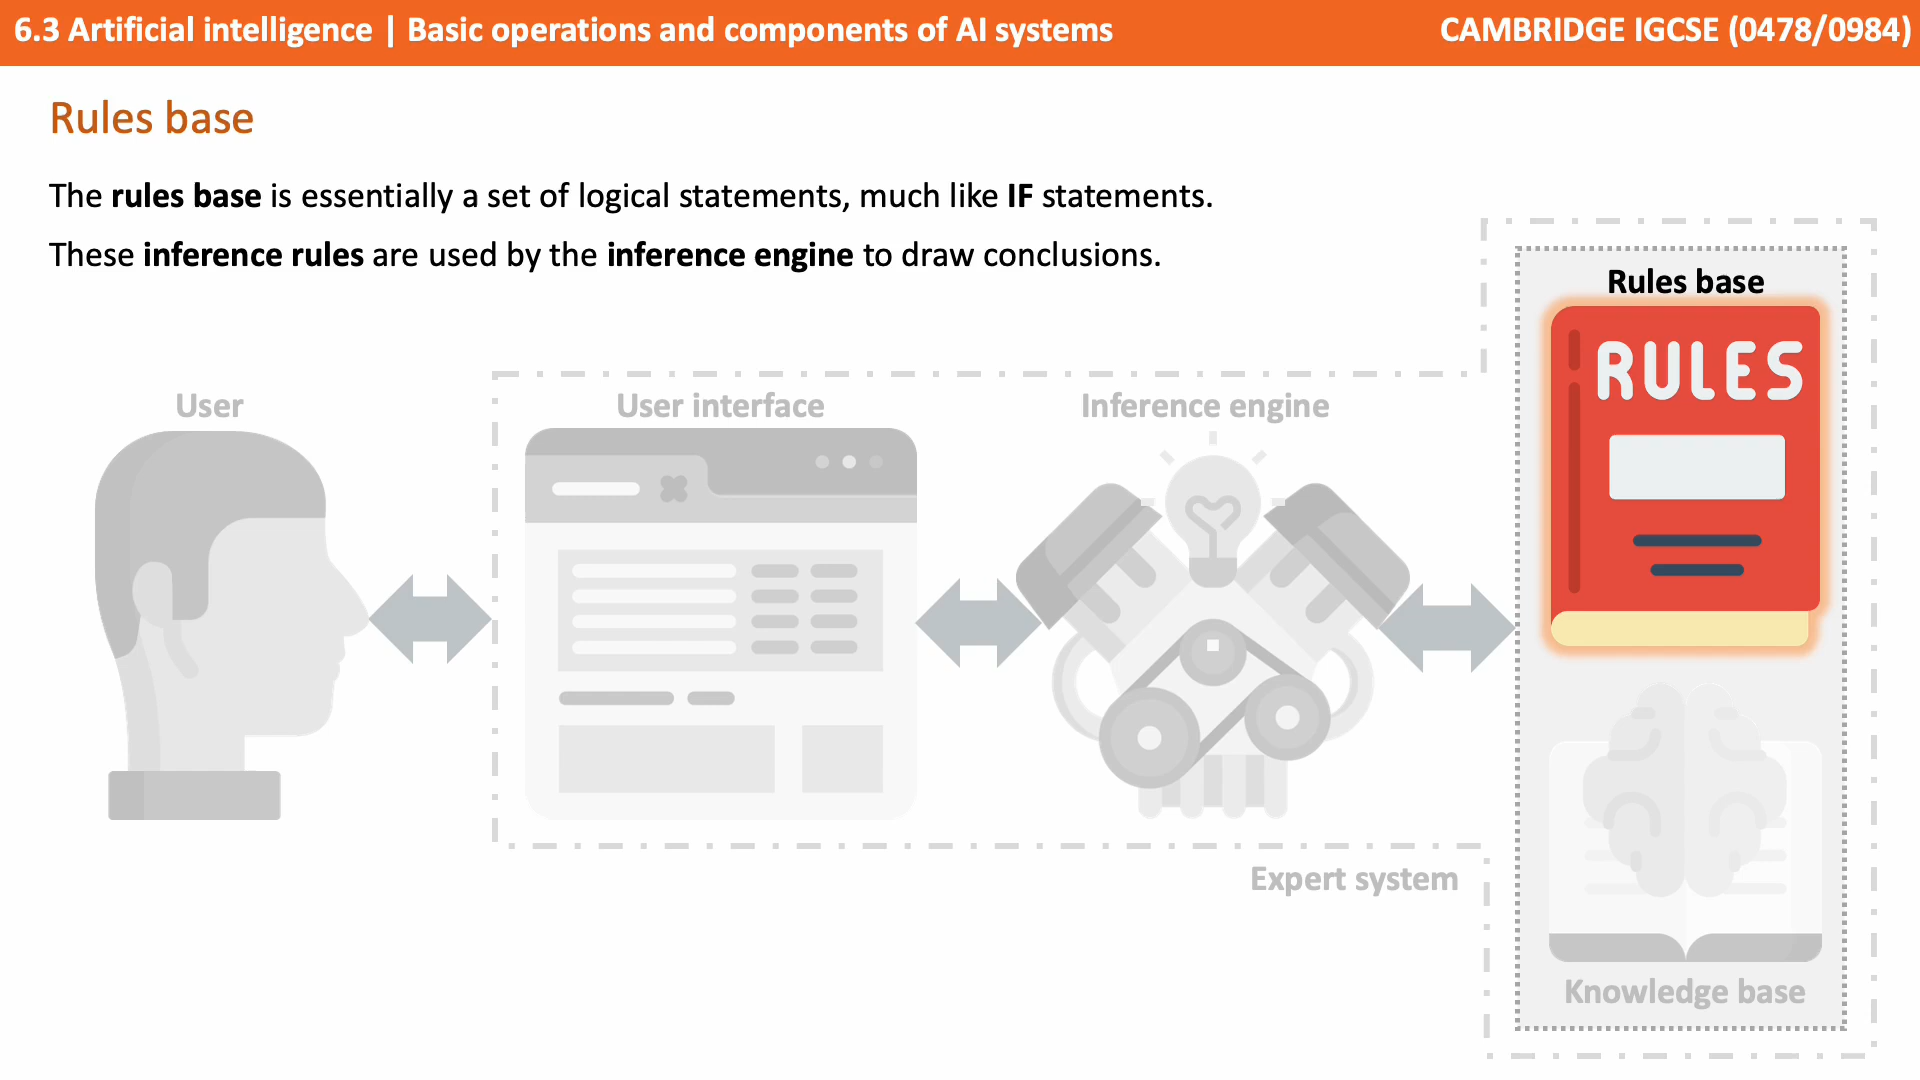 6.3 Artificial intelligence | Basic operations and components of AI systems
CAMBRIDGE IGCSE (0478/0984)
Rules base
The rules base is essentially a set of logical statements, much like IF statements.
These inference rules are used by the inference engine to draw conclusions.
Rules base
RULES
User
User interface
Inference engine
Expert system
Knowledge base